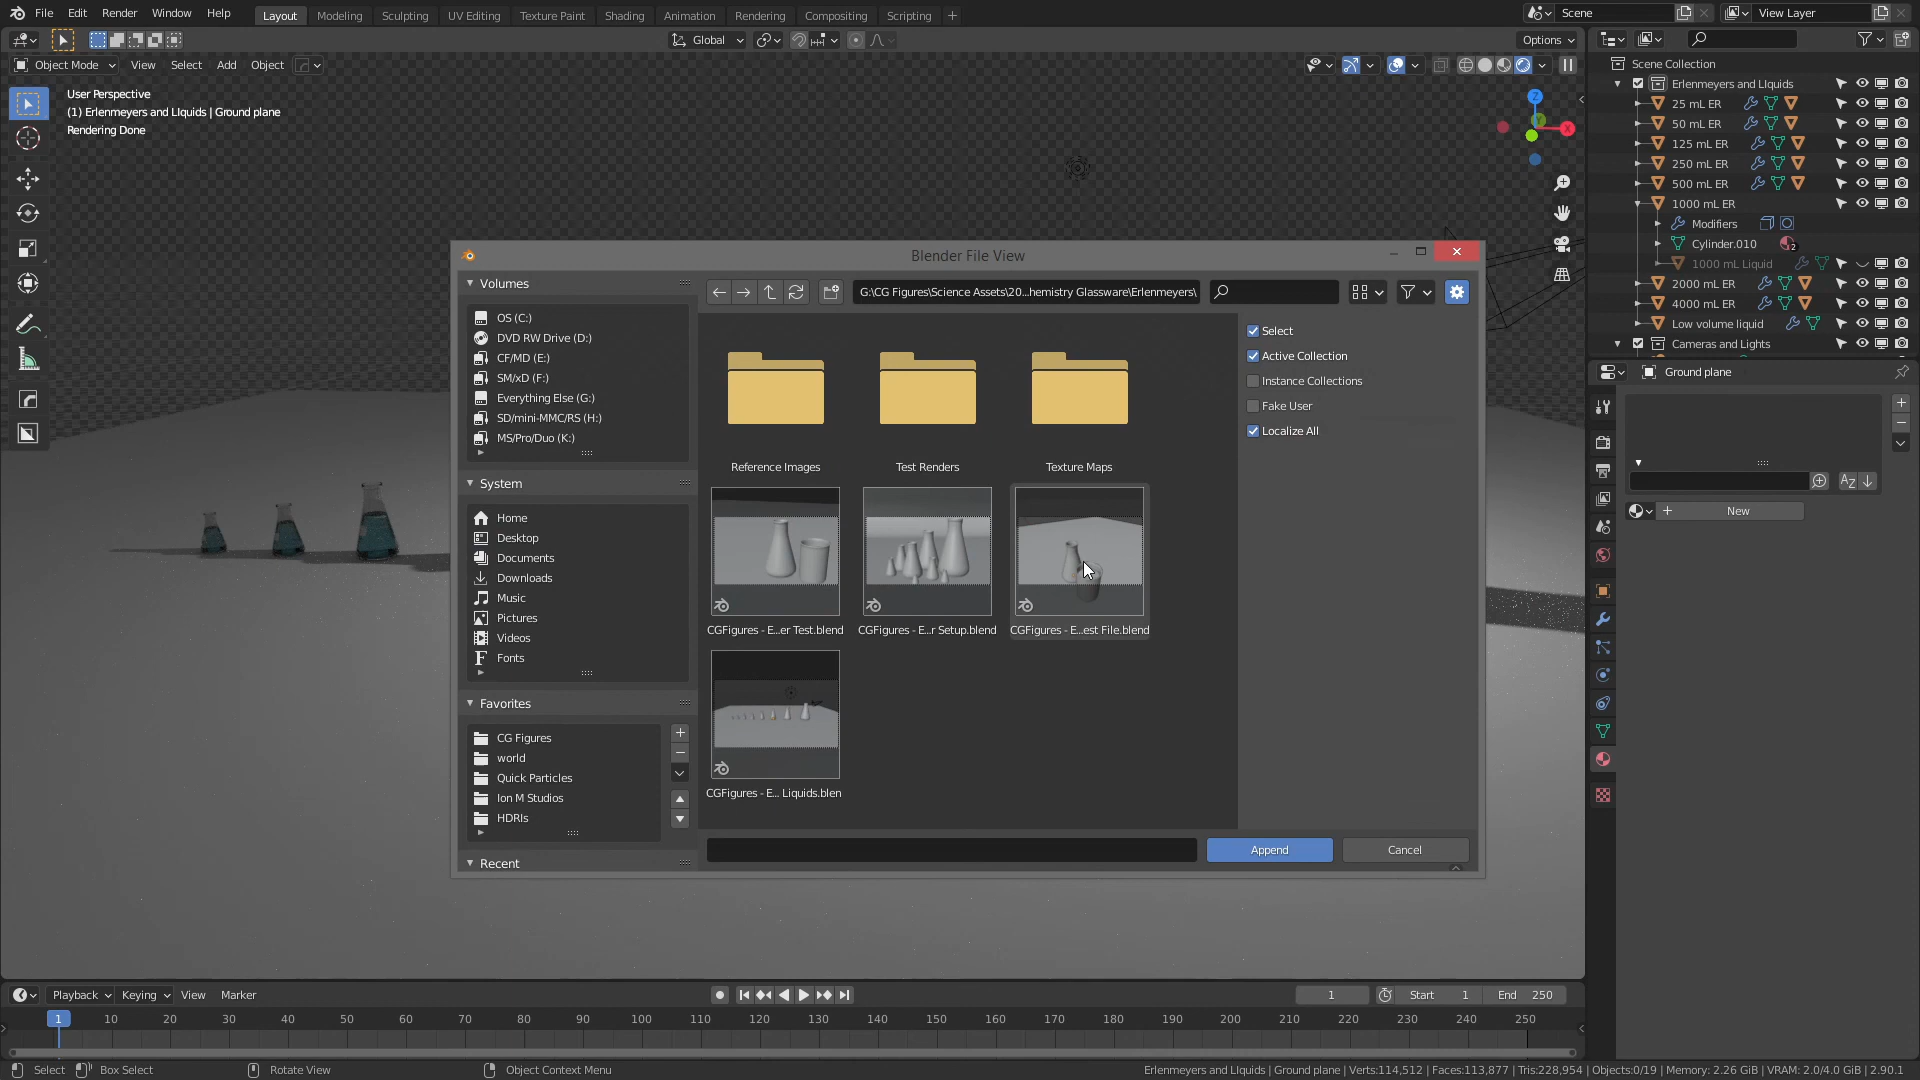 File Edit Render Window Help Layout Modeling Sculpting UV Editing Texture Paint Shading Animation Rendering Compositing Scripting + Scene View Layer
Global Options
Object Mode View Select Add Object
User Perspective
(1) Erlenmeyers and LIquids | Ground plane
Rendering Done
Z
X
Scene Collection
Erlenmeyers and LIquids
25 mL ER
50 mL ER
125 mL ER
250 mL ER
500 mL ER
1000 mL ER
Modifiers
Cylinder.010 2
1000 mL Liquid
2000 mL ER
4000 mL ER
Low volume liquid
Cameras and Lights
Ground plane
AZ
New
Blender File View
Volumes
OS (C:)
DVD RW Drive (D:)
CF/MD (E:)
SM/xD (F:)
Everything Else (G:)
SD/mini-MMC/RS (H:)
MS/Pro/Duo (K:)
System
Home
Desktop
Documents
Downloads
Music
Pictures
Videos
Fonts
Favorites
CG Figures
world
Quick Particles
Ion M Studios
HDRIs
Recent
G:\CG Figures\Science Assets\20...hemistry Glassware\Erlenmeyers\
Reference Images Test Renders Texture Maps
CGFigures - E...er Test.blend CGFigures - E...r Setup.blend CGFigures - E...est File.blend
CGFigures - E... Liquids.blen
Select
Active Collection
Instance Collections
Fake User
Localize All
Append Cancel
Playback Keying View Marker 1 Start 1 End 250
1 10 20 30 40 50 60 70 80 90 100 110 120 130 140 150 160 170 180 190 200 210 220 230 240 250
Select Box Select Rotate View Object Context Menu Erlenmeyers and LIquids | Ground plane | Verts:114,512 | Faces:113,877 | Tris:228,954 | Objects:0/19 | Memory: 2.26 GiB | VRAM: 2.0/4.0 GiB | 2.90.1